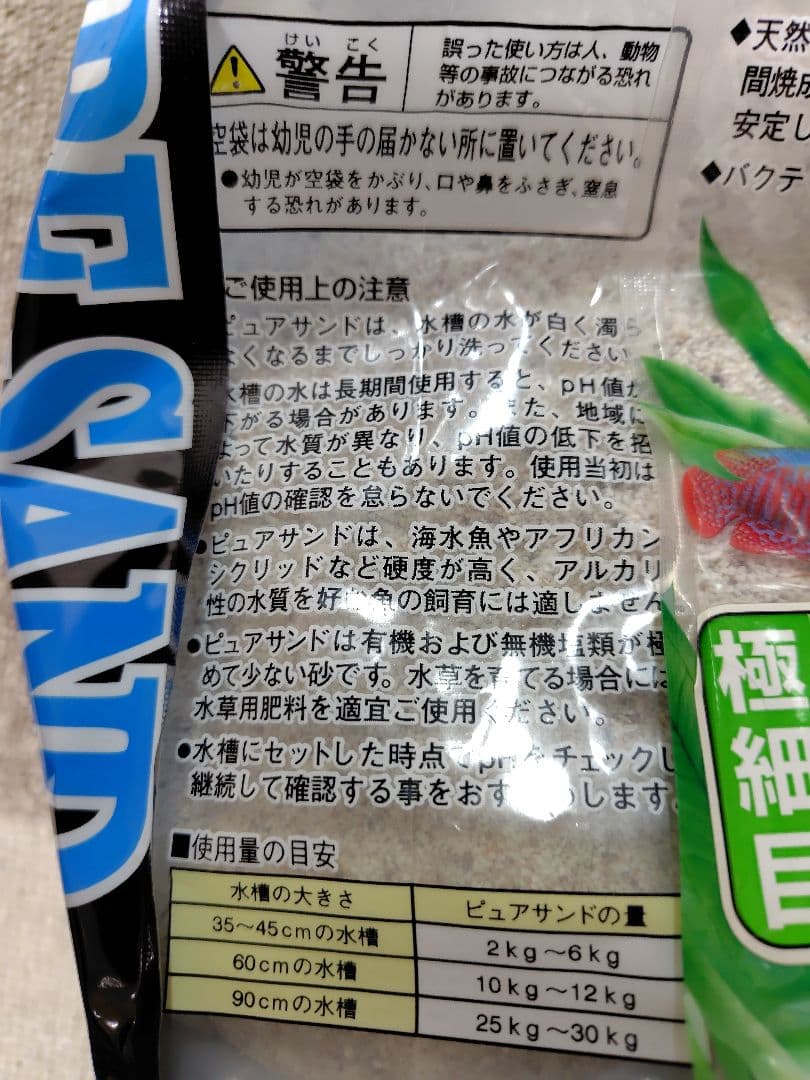 けいこく
警告
誤った使い方は人、動物
等の事故につながる恐れ
があります。
空袋は幼児の手の届かない所に置いてください。
●幼児が空袋をかぶり、口や鼻をふさぎ、窒息
する恐れがあります。
◆天然
間焼成
安定し
◆バクテ
ご使用上の注意
ピュアサンドは、水槽の水が白く濁ら
なくなるまでしっかり洗ってください
水槽の水は長期間使用すると、pH値が
下がる場合があります。また、地域に
よって水質が異なり、pH値の低下を招
いたりすることもあります。使用当初は
pH値の確認を怠らないでください。
●ピュアサンドは、海水魚やアフリカン
シクリッドなど硬度が高く、アルカリ
性の水質を好む魚の飼育には適しません
●ピュアサンドは有機および無機塩類が極
めて少ない砂です。水草を育てる場合には
水草用肥料を適宜ご使用ください。
●水槽にセットした時点でpHをチェックし
継続して確認する事をおすすめします。
■使用量の目安
水槽の大きさ ピュアサンドの量
35～45cmの水槽 2kg～6kg
60cmの水槽 10kg～12kg
90cmの水槽 25kg～30kg
SAND
極細目